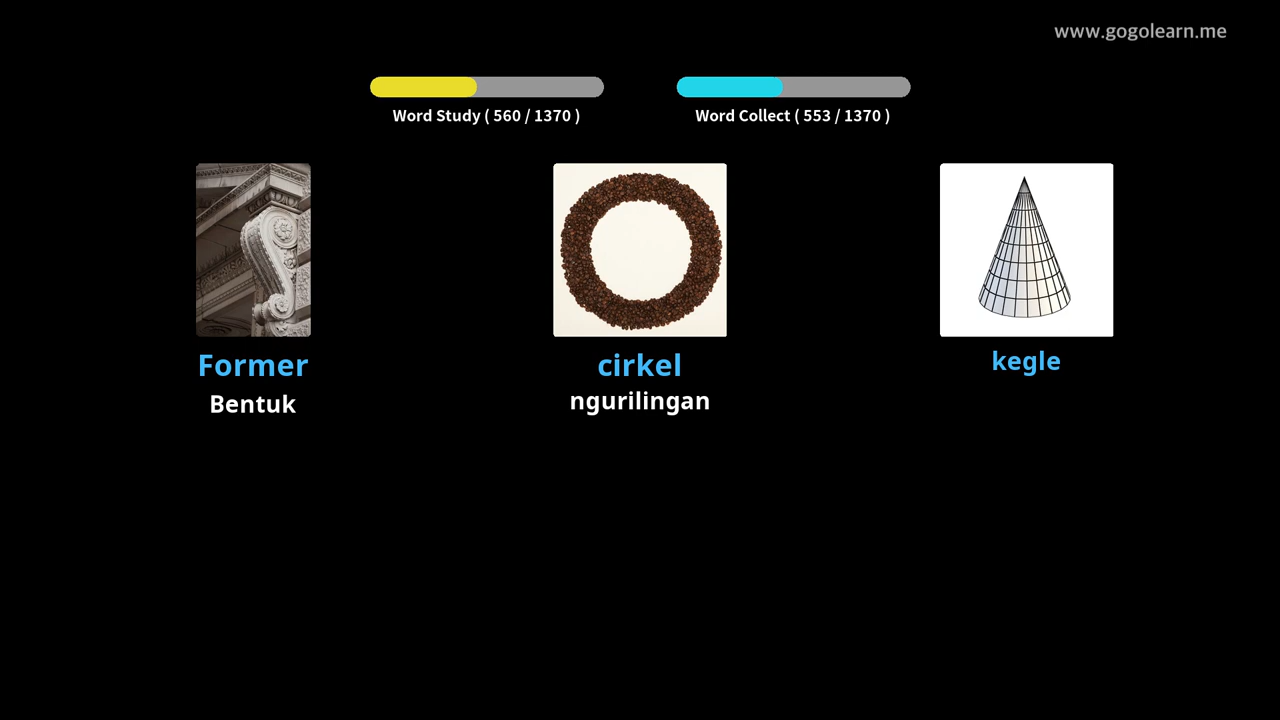 www.gogolearn.me
Word Study ( 560 / 1370 )
Word Collect ( 553 / 1370 )
Former
cirkel
kegle
Bentuk
ngurilingan